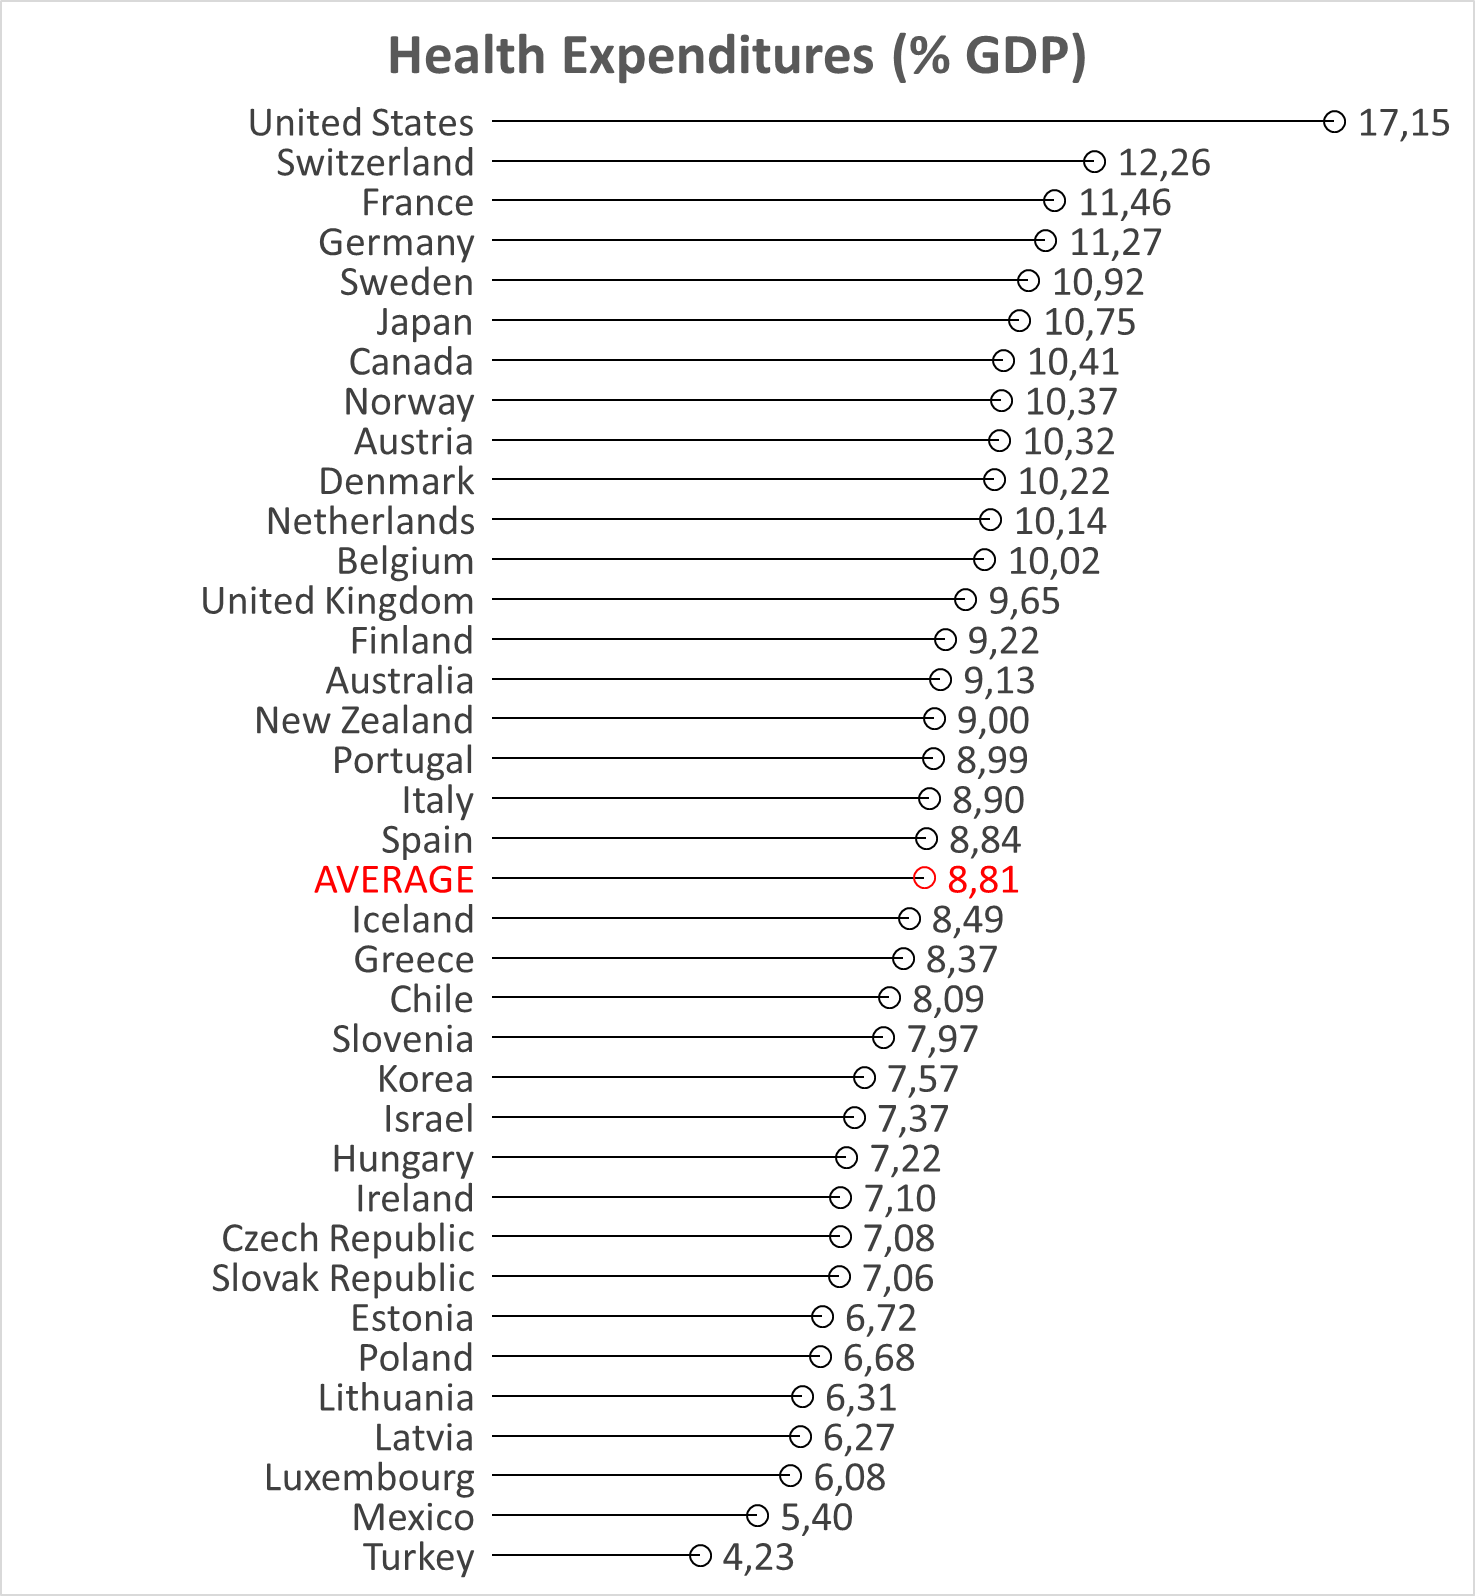 Health Expenditures (% GDP)
United States 17,15
Switzerland 12,26
France 11,46
Germany 11,27
Sweden 10,92
Japan 10,75
Canada 10,41
Norway 10,37
Austria 10,32
Denmark 10,22
Netherlands 10,14
Belgium 10,02
United Kingdom 9,65
Finland 9,22
Australia 9,13
New Zealand 9,00
Portugal 8,99
Italy 8,90
Spain 8,84
AVERAGE 8,81
Iceland 8,49
Greece 8,37
Chile 8,09
Slovenia 7,97
Korea 7,57
Israel 7,37
Hungary 7,22
Ireland 7,10
Czech Republic 7,08
Slovak Republic 7,06
Estonia 6,72
Poland 6,68
Lithuania 6,31
Latvia 6,27
Luxembourg 6,08
Mexico 5,40
Turkey 4,23